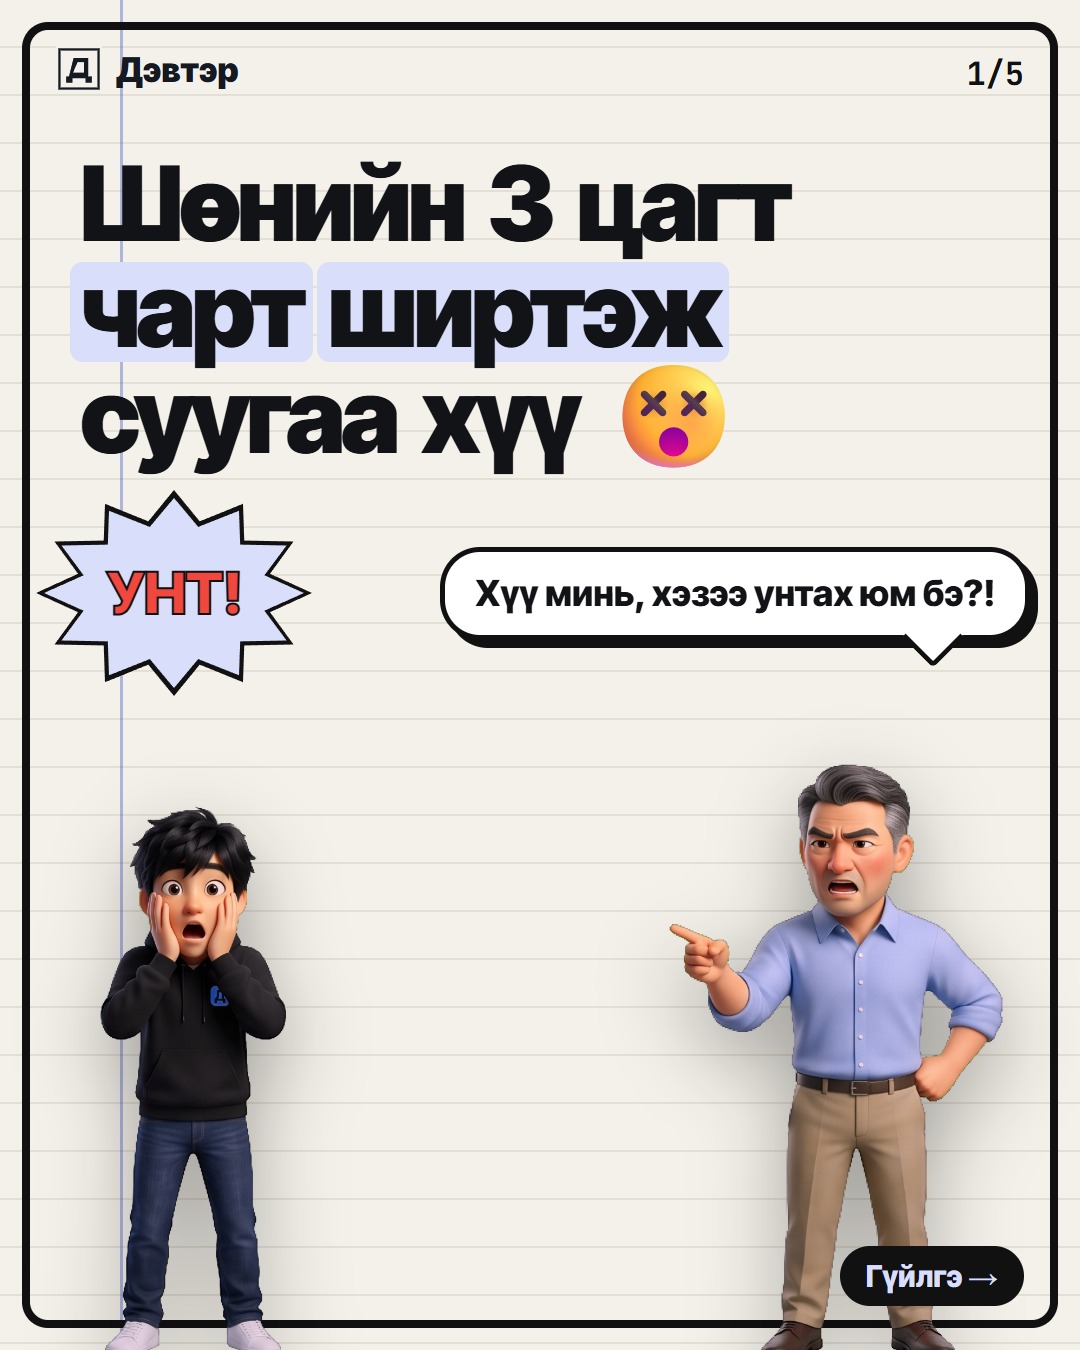 Д Дэвтэр
1/5
Шөнийн 3 цагт
чарт ширтэж
суугаа хүү 😵
УНТ!
Хүү минь, хэзээ унтах юм бэ?!
Д
Гүйлгэ →